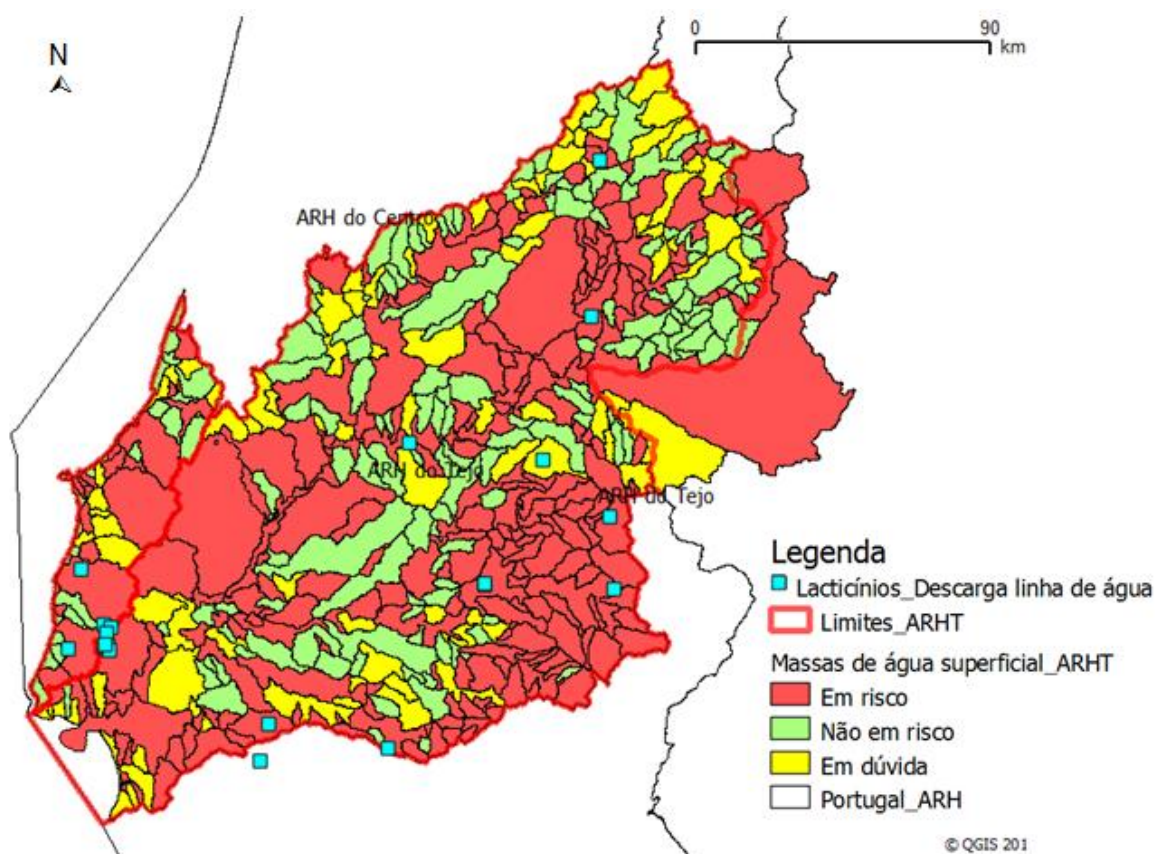 0 90
km
N
ARH do Centro
ARH do Tejo
ARH do Tejo
Legenda
Lacticínios_Descarga linha de água
Limites_ARHT
Massas de água superficial_ARHT
Em risco
Não em risco
Em dúvida
Portugal_ARH
© QGIS 201